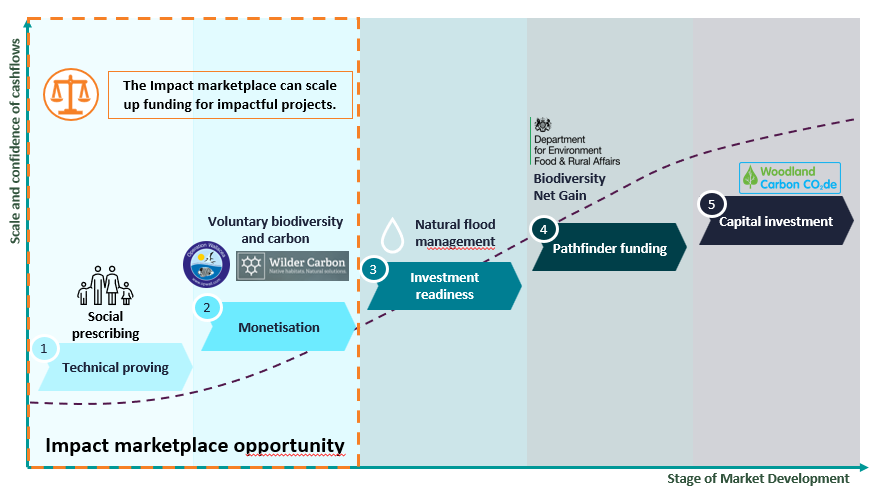 Scale and confidence of cashflows
The Impact marketplace can scale
up funding for impactful projects.
Department
for Environment
Food & Rural Affairs
Biodiversity
Net Gain
Woodland
Carbon CO₂de
5
Capital investment
Voluntary biodiversity
and carbon
Wilder Carbon
Native habitats. Natural solutions.
Natural flood
management
4
Pathfinder funding
3
Investment
readiness
Social
prescribing
2
Monetisation
1
Technical proving
Impact marketplace opportunity
Stage of Market Development